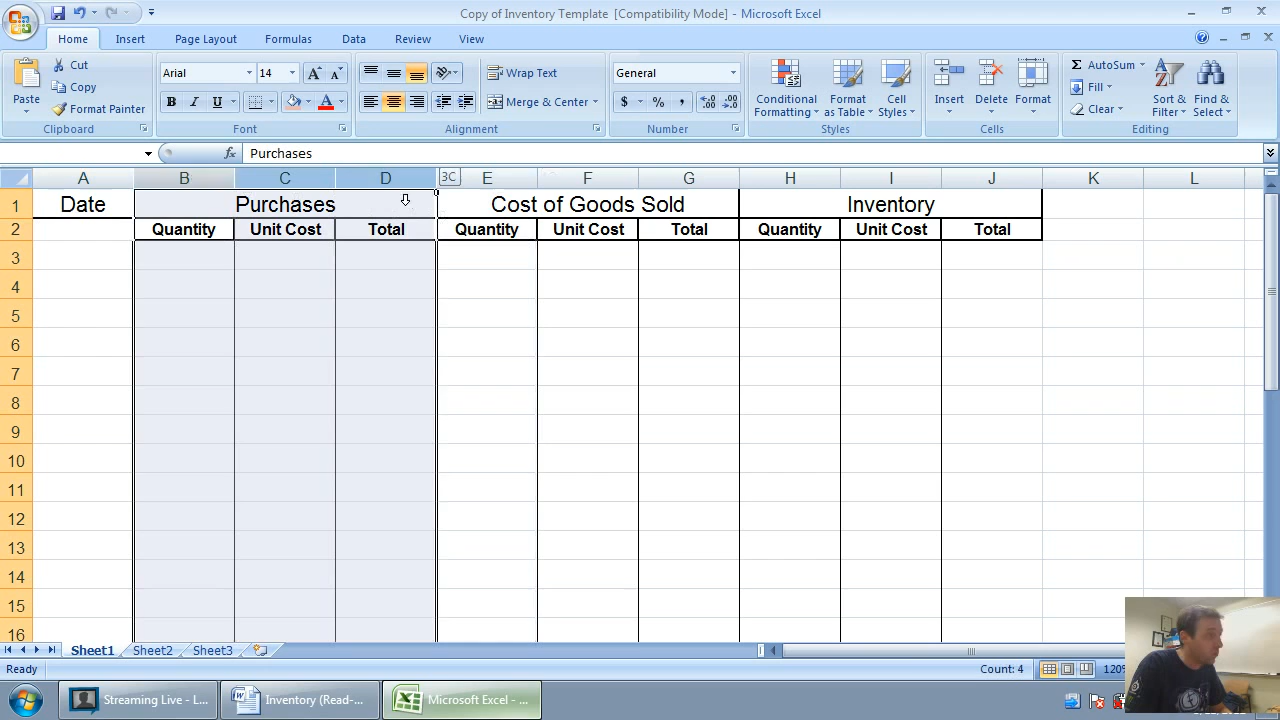 Copy of Inventory Template [Compatibility Mode] - Microsoft Excel
Home Insert Page Layout Formulas Data Review View
Paste Cut Copy Format Painter
Arial 14 Wrap Text General
B I U Merge & Center $ % ,
Conditional Formatting Format as Table Cell Styles
Insert Delete Format
AutoSum Fill Clear Sort & Filter Find & Select
Clipboard Font Alignment Number Styles Cells Editing
fx Purchases
A B C D 3C E F G H I J K L
1 Date Purchases Cost of Goods Sold Inventory
2 Quantity Unit Cost Total Quantity Unit Cost Total Quantity Unit Cost Total
3
4
5
6
7
8
9
10
11
12
13
14
15
16
Sheet1 Sheet2 Sheet3
Ready Count: 4
Streaming Live - L... Inventory (Read-... Microsoft Excel - ...